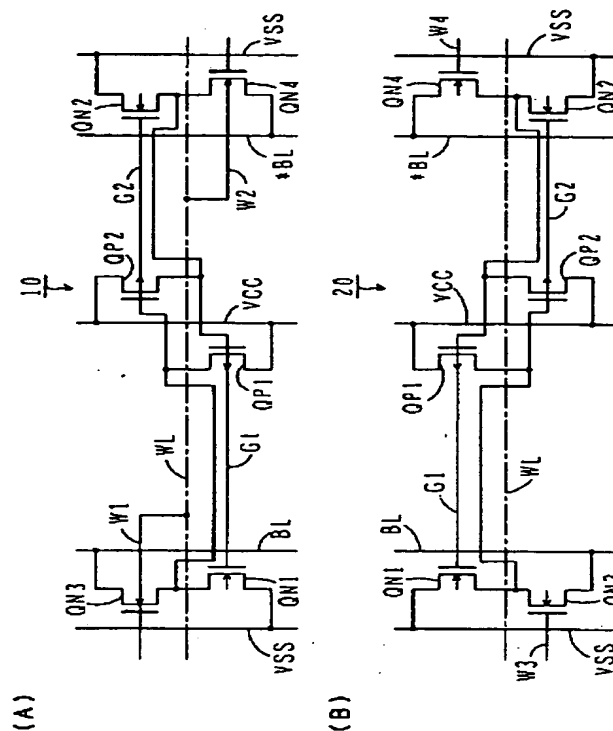 (A)
10
QN3
W1
WL
QP2
G2
QN2
VSS
QN1
BL
G1
QP1
VCC
*BL
W2
QN4
VSS
(B)
20
QN1
BL
G1
QP1
VCC
*BL
QN4
W4
W3
VSS
QN3
WL
QP2
G2
QN2
VSS